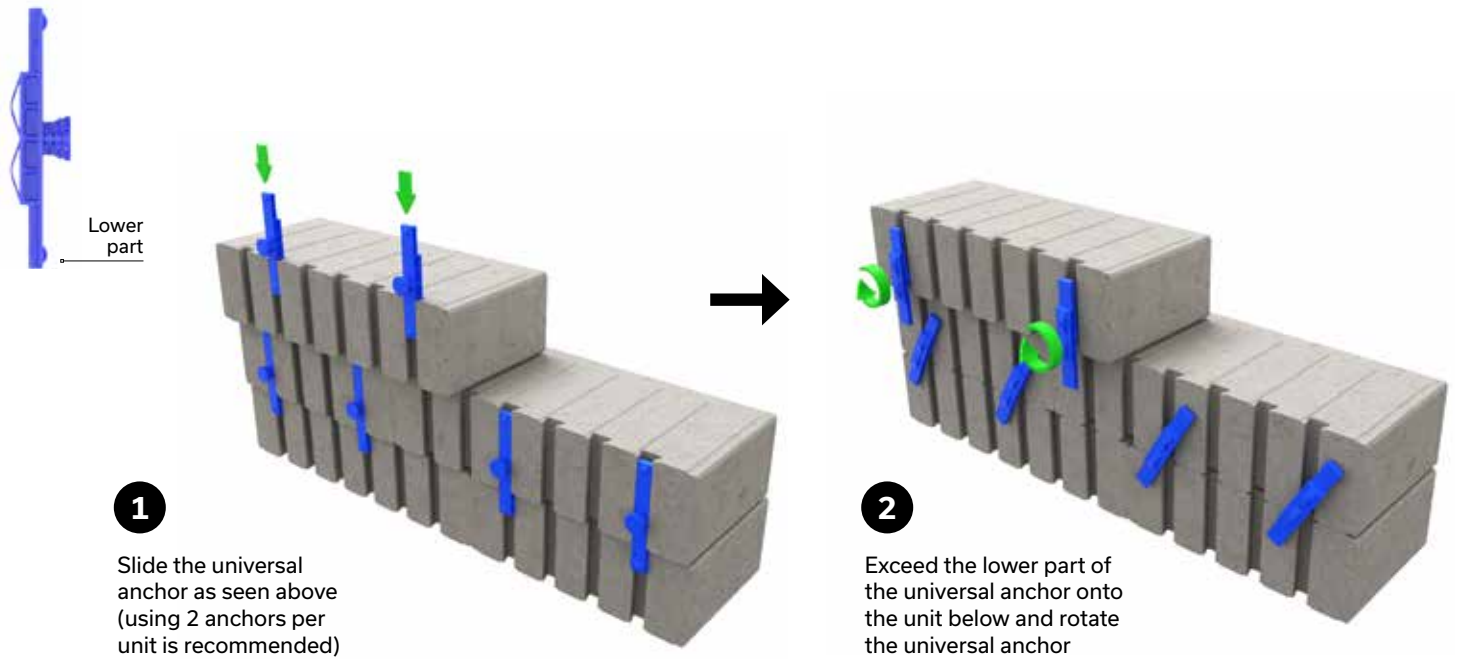 Lower
part
1
Slide the universal
anchor as seen above
(using 2 anchors per
unit is recommended)
2
Exceed the lower part of
the universal anchor onto
the unit below and rotate
the universal anchor